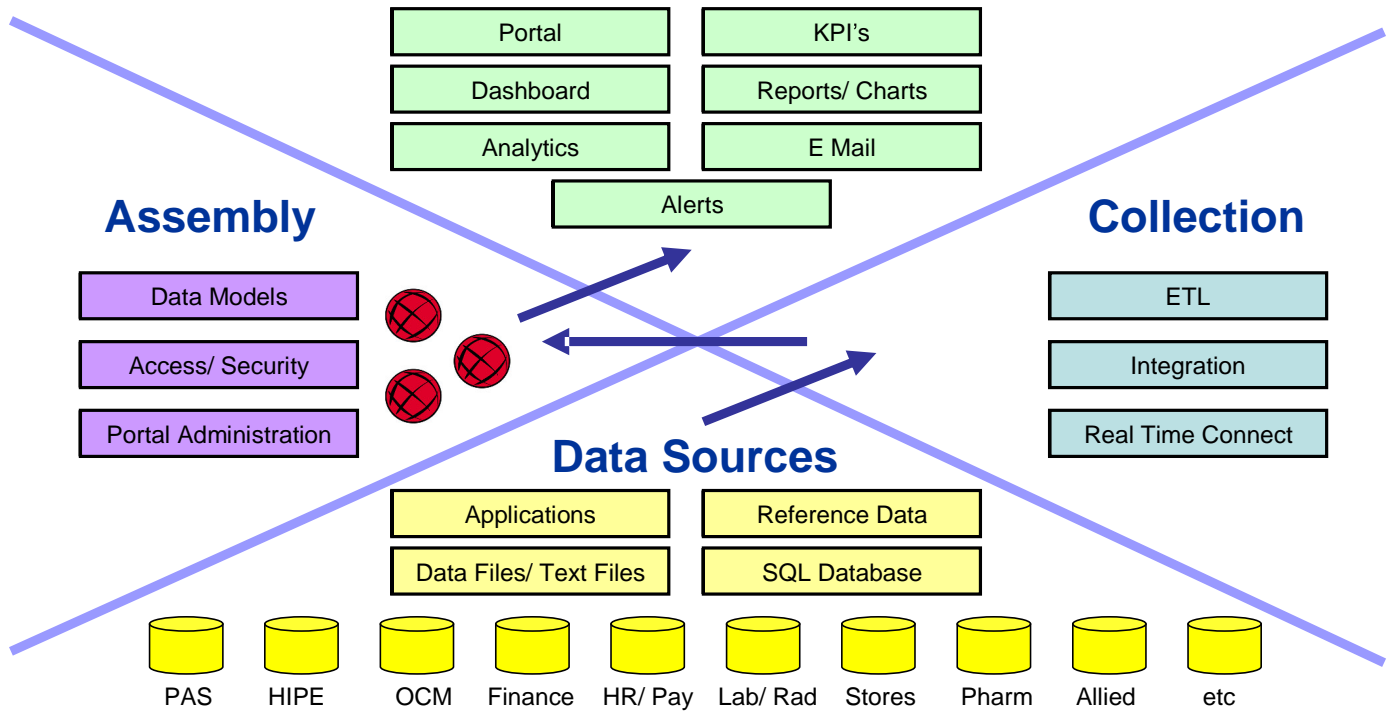 Portal
KPI's
Dashboard
Reports/ Charts
Analytics
E Mail
Alerts
Assembly
Collection
Data Models
Access/ Security
Portal Administration
ETL
Integration
Real Time Connect
Data Sources
Applications
Reference Data
Data Files/ Text Files
SQL Database
PAS
HIPE
OCM
Finance
HR/ Pay
Lab/ Rad
Stores
Pharm
Allied
etc